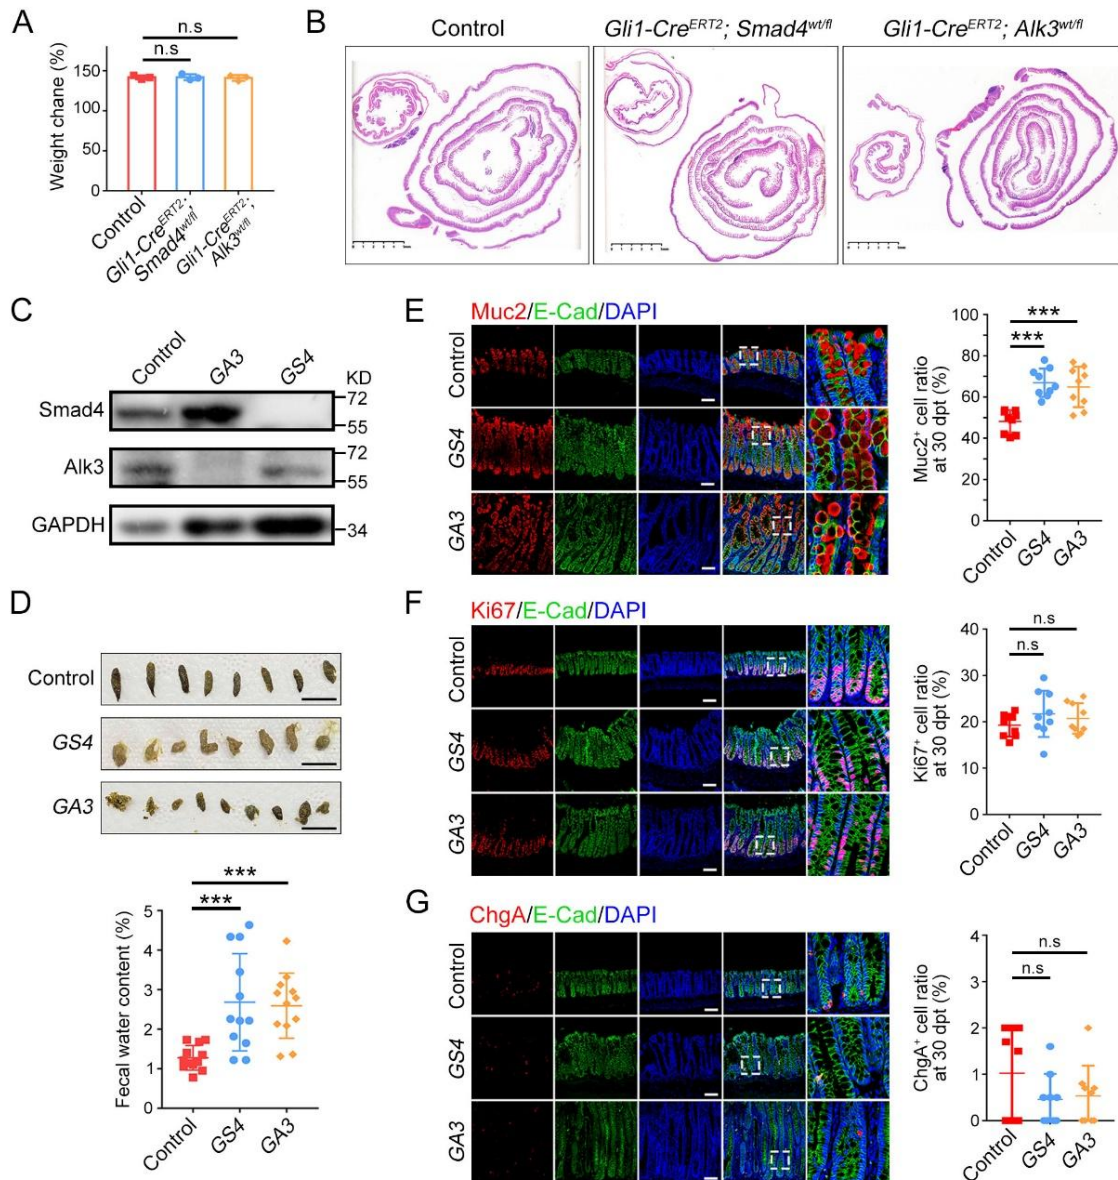 A
Weight chane (%)
150
100
50
0
n.s
n.s
Control
Gli1-CreERT2;
Smad4wt/fl
Gli1-CreERT2;
Alk3wt/fl
B
Control
Gli1-CreERT2; Smad4wt/fl
Gli1-CreERT2; Alk3wt/fl
C
Control
GA3
GS4
KD
Smad4
72
55
Alk3
72
55
GAPDH
34
D
Control
GS4
GA3
Fecal water content (%)
5
4
3
2
1
0
***
***
Control
GS4
GA3
E
Muc2/E-Cad/DAPI
Control
GS4
GA3
Muc2+ cell ratio
at 30 dpt (%)
100
80
60
40
20
0
***
***
Control
GS4
GA3
F
Ki67/E-Cad/DAPI
Control
GS4
GA3
Ki67+ cell ratio
at 30 dpt (%)
40
30
20
10
0
n.s
n.s
Control
GS4
GA3
G
ChgA/E-Cad/DAPI
Control
GS4
GA3
ChgA+ cell ratio
at 30 dpt (%)
4
3
2
1
0
n.s
n.s
Control
GS4
GA3